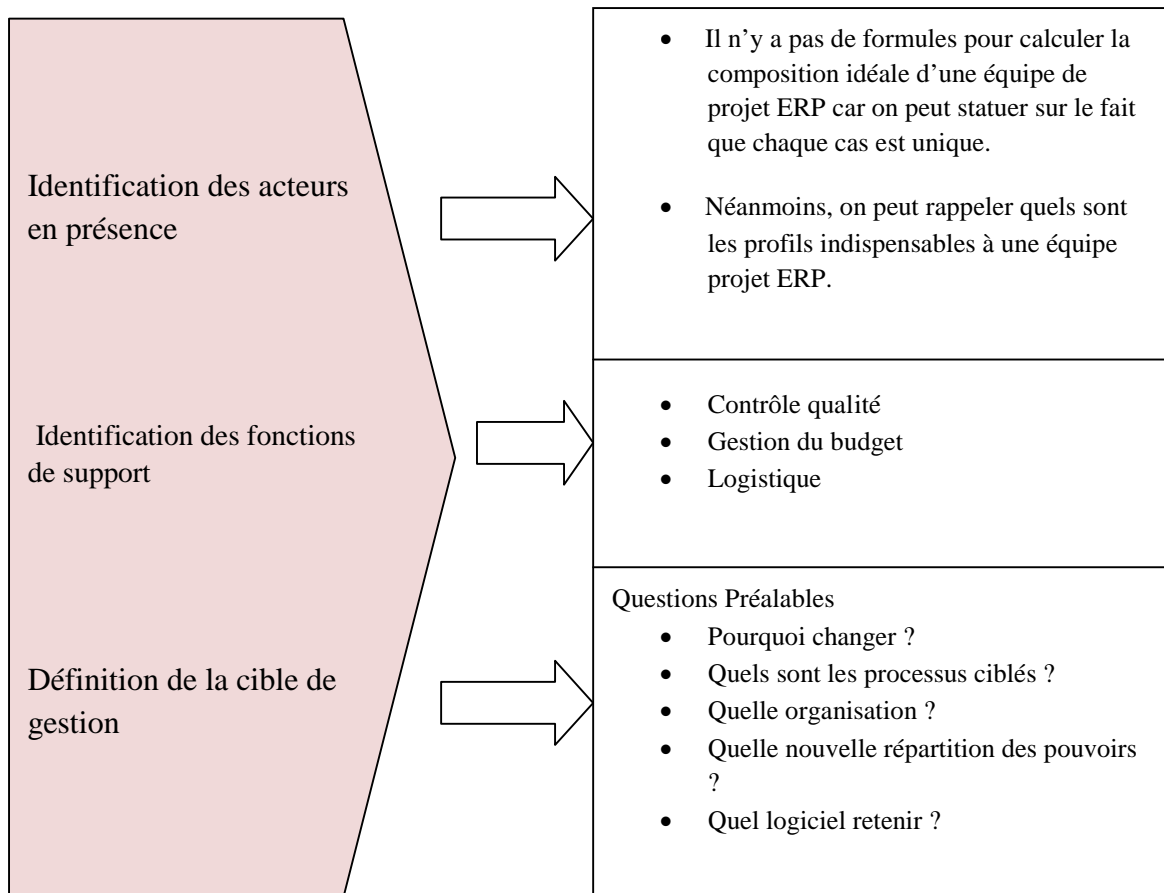 Identification des acteurs
en présence
• Il n’y a pas de formules pour calculer la
composition idéale d’une équipe de
projet ERP car on peut statuer sur le fait
que chaque cas est unique.
• Néanmoins, on peut rappeler quels sont
les profils indispensables à une équipe
projet ERP.
Identification des fonctions
de support
• Contrôle qualité
• Gestion du budget
• Logistique
Définition de la cible de
gestion
Questions Préalables
• Pourquoi changer ?
• Quels sont les processus ciblés ?
• Quelle organisation ?
• Quelle nouvelle répartition des pouvoirs
?
• Quel logiciel retenir ?